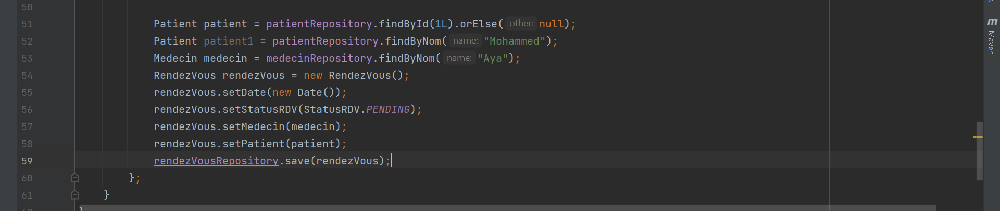 50
51 Patient patient = patientRepository.findById(1L).orElse( other: null);
52 Patient patient1 = patientRepository.findByNom( name: "Mohammed");
53 Medecin medecin = medecinRepository.findByNom( name: "Aya");
54 RendezVous rendezVous = new RendezVous();
55 rendezVous.setDate(new Date());
56 rendezVous.setStatusRDV(StatusRDV.PENDING);
57 rendezVous.setMedecin(medecin);
58 rendezVous.setPatient(patient);
59 rendezVousRepository.save(rendezVous);
60 };
61 }
m Maven